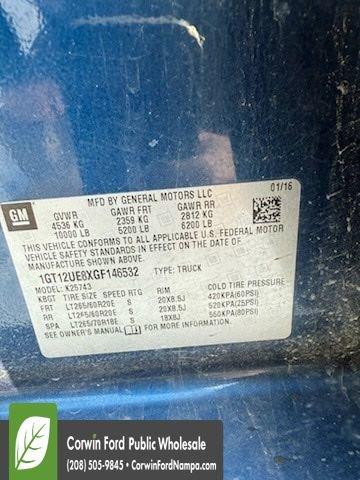 MFD BY GENERAL MOTORS LLC
01/16
GM
GVWR GAWR FRT GAWR RR
4536 KG 2359 KG 2812 KG
10000 LB 5200 LB 6200 LB
THIS VEHICLE CONFORMS TO ALL APPLICABLE U.S. FEDERAL MOTOR
VEHICLE SAFETY STANDARDS IN EFFECT ON THE DATE OF
MANUFACTURE SHOWN ABOVE.
1GT12UE8XGF146532 TYPE: TRUCK
MODEL: K25743
KBGT TIRE SIZE SPEED RTG RIM COLD TIRE PRESSURE
FRT LT265/60R20E S 20X8.5J 420KPA(60PSI)
RR LT265/60R20E S 20X8.5J 520KPA(75PSI)
SPA LT265/70R18E S 18X8J 550KPA(80PSI)
SEE OWNER'S MANUAL FOR MORE INFORMATION.
Corwin Ford Public Wholesale
(208) 505-9845 • CorwinFordNampa.com